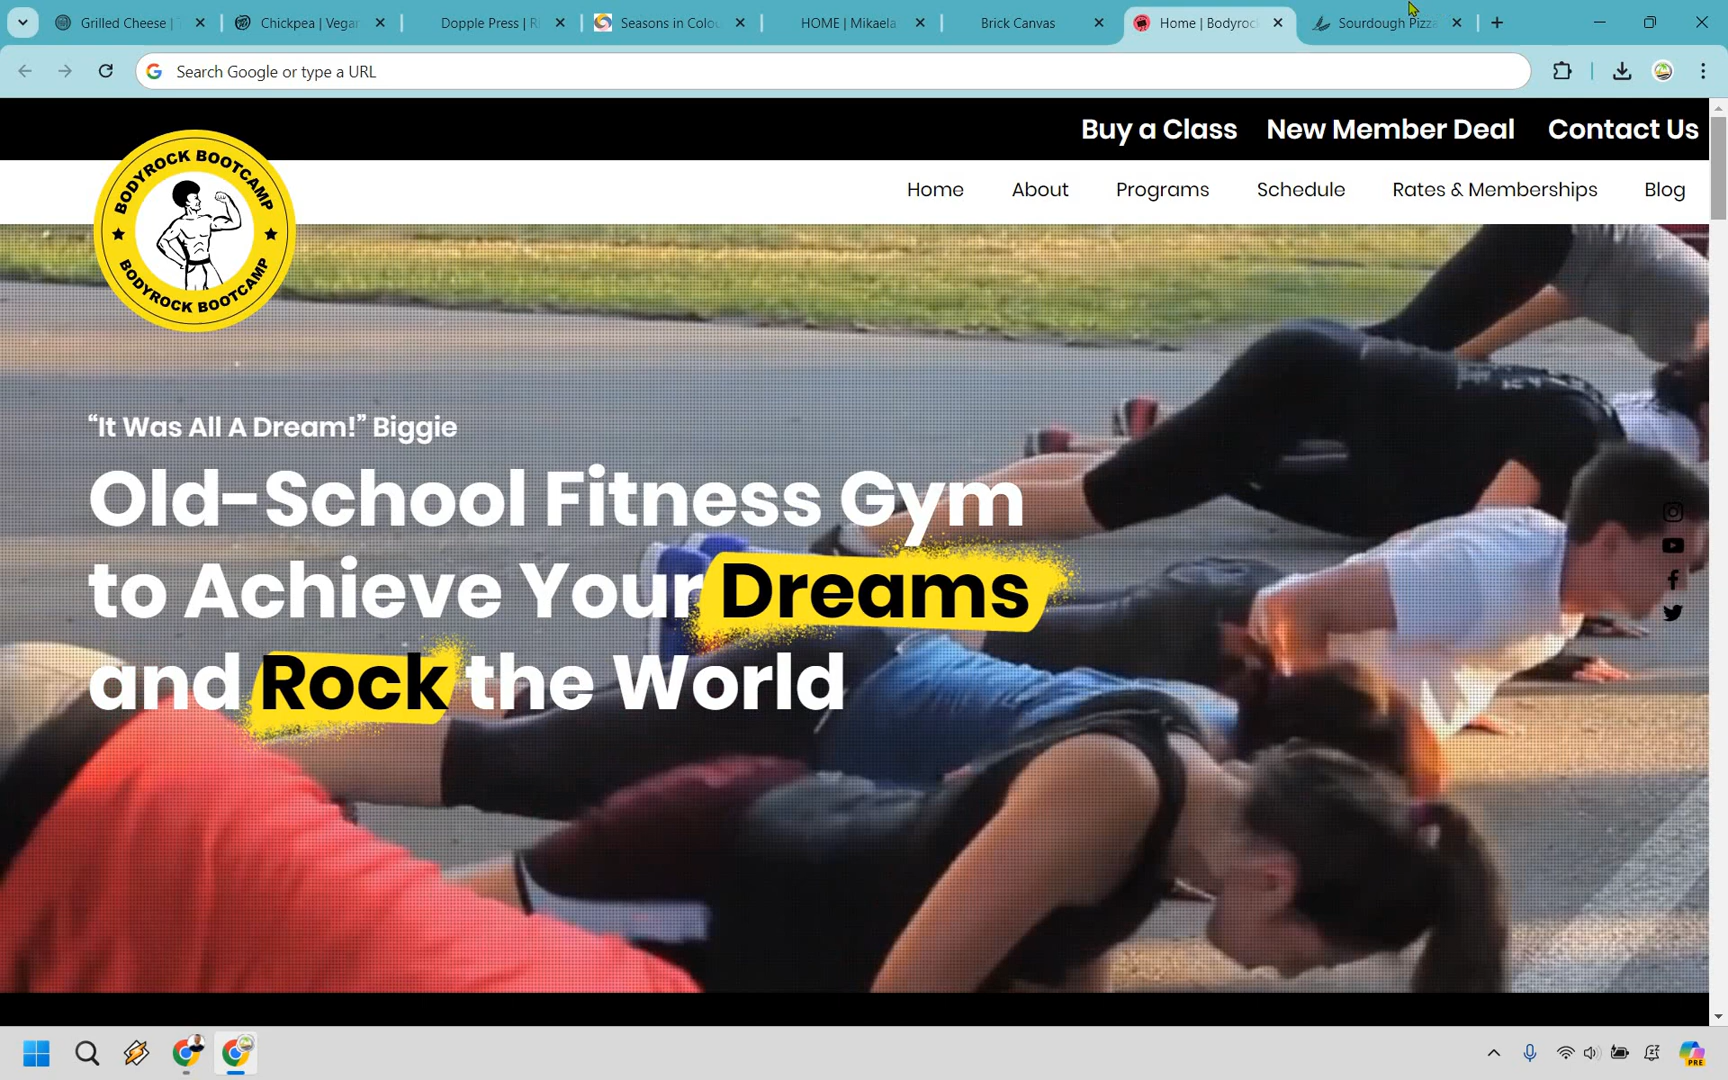 Grilled Cheese |
Chickpea | Vegan
Dopple Press |
Seasons in Colou
HOME | Mikaela
Brick Canvas
Home | Bodyroc
Sourdough Pizza
Search Google or type a URL
Buy a Class
New Member Deal
Contact Us
BODYROCK BOOTCAMP
BODYROCK BOOTCAMP
Home
About
Programs
Schedule
Rates & Memberships
Blog
“It Was All A Dream!” Biggie
Old-School Fitness Gym
to Achieve Your Dreams
and Rock the World
PRE